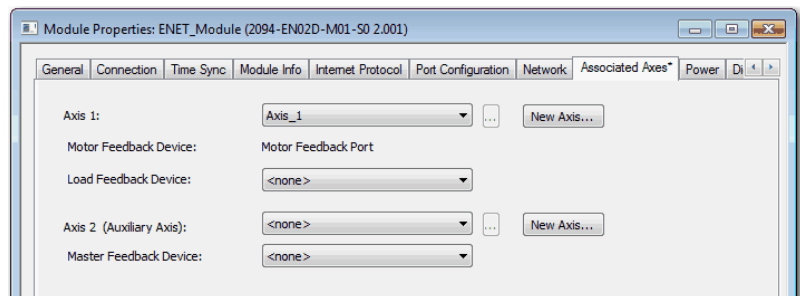 Module Properties: ENET_Module (2094-EN02D-M01-S0 2.001)
General Connection Time Sync Module Info Internet Protocol Port Configuration Network Associated Axes* Power Di
Axis 1: Axis_1 ... New Axis...
Motor Feedback Device: Motor Feedback Port
Load Feedback Device: <none>
Axis 2 (Auxiliary Axis): <none> ... New Axis...
Master Feedback Device: <none>